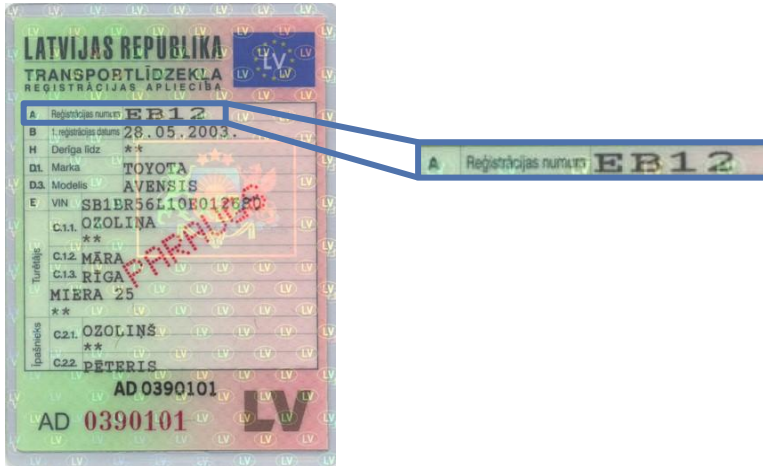 LATVIJAS REPUBLIKA
LV
TRANSPORTLĪDZEKĻA
REĢISTRĀCIJAS APLIECĪBA
A Reģistrācijas numurs EB12
B 1. reģistrācijas datums 28.05.2003.
H Derīga līdz **
D1. Marka TOYOTA
D.3. Modelis AVENSIS
E VIN
PARAUGS
Turētājs
C.1.1. OZOLIŅA
**
C.1.2. MĀRA
C.1.3. RĪGA
MIERA 25
**
Īpašnieks
C.2.1. OZOLIŅŠ
**
C.2.2. PĒTERIS
AD 0390101
AD 0390101
LV
A Reģistrācijas numurs EB12